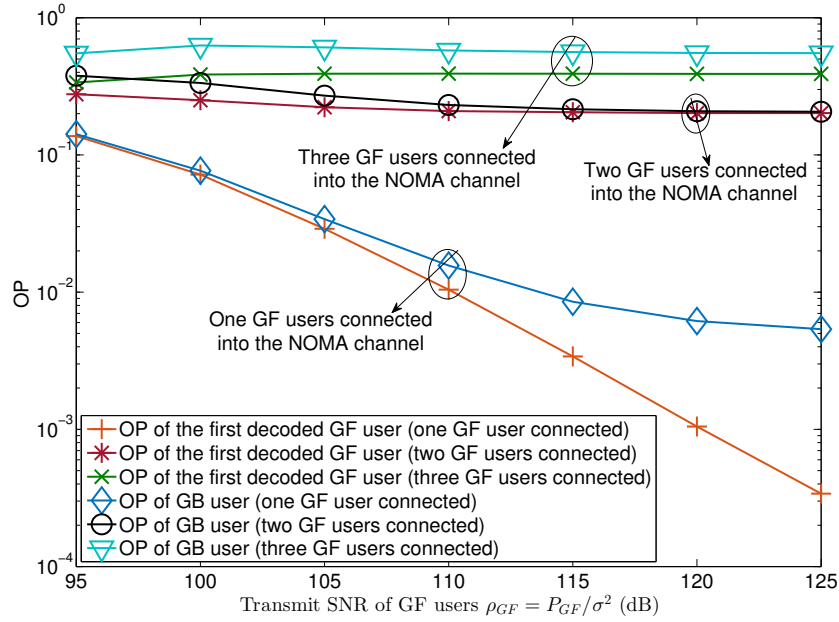 10^0
10^{-1}
10^{-2}
10^{-3}
10^{-4}
OP
Three GF users connected
into the NOMA channel
Two GF users connected
into the NOMA channel
One GF users connected
into the NOMA channel
OP of the first decoded GF user (one GF user connected)
OP of the first decoded GF user (two GF users connected)
OP of the first decoded GF user (three GF users connected)
OP of GB user (one GF user connected)
OP of GB user (two GF users connected)
OP of GB user (three GF users connected)
95 100 105 110 115 120 125
Transmit SNR of GF users ρ_{GF} = P_{GF}/σ^2 (dB)